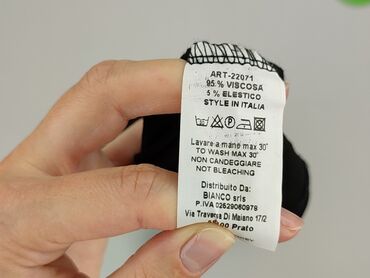 ART-22071
95 % VISCOSA
5 % ELESTICO
STYLE IN ITALIA
Lavare a mano max 30°
TO WASH MAX 30°
NON CANDEGGIARE
NOT BLEACHING
Distribuito Da:
BIANCO srls
P.IVA 02529060978
Via Traversa Di Maiano 17/2
Prato